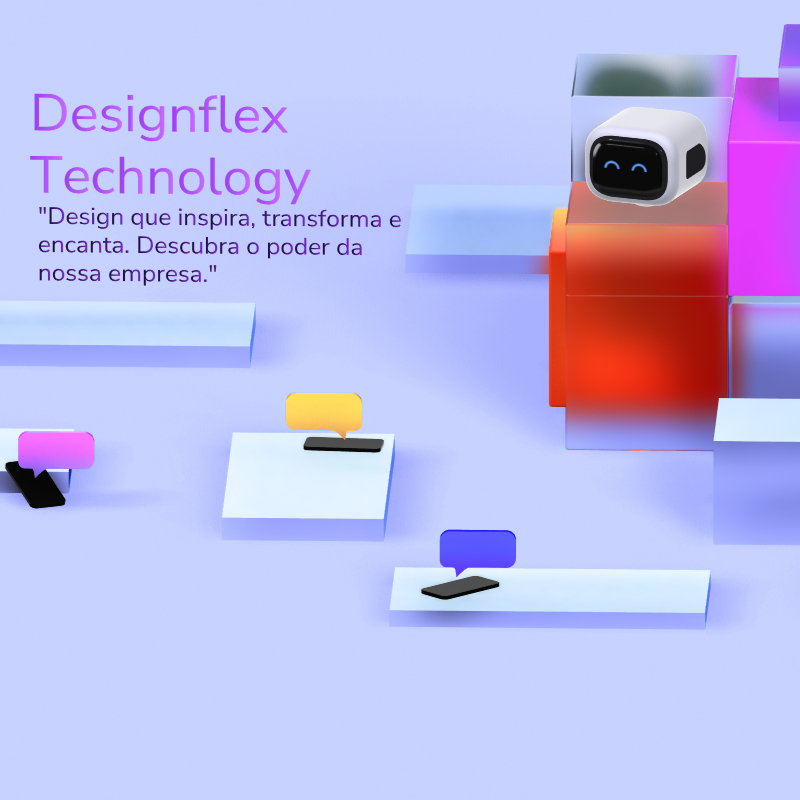 Designflex
Technology
"Design que inspira, transforma e
encanta. Descubra o poder da
nossa empresa."